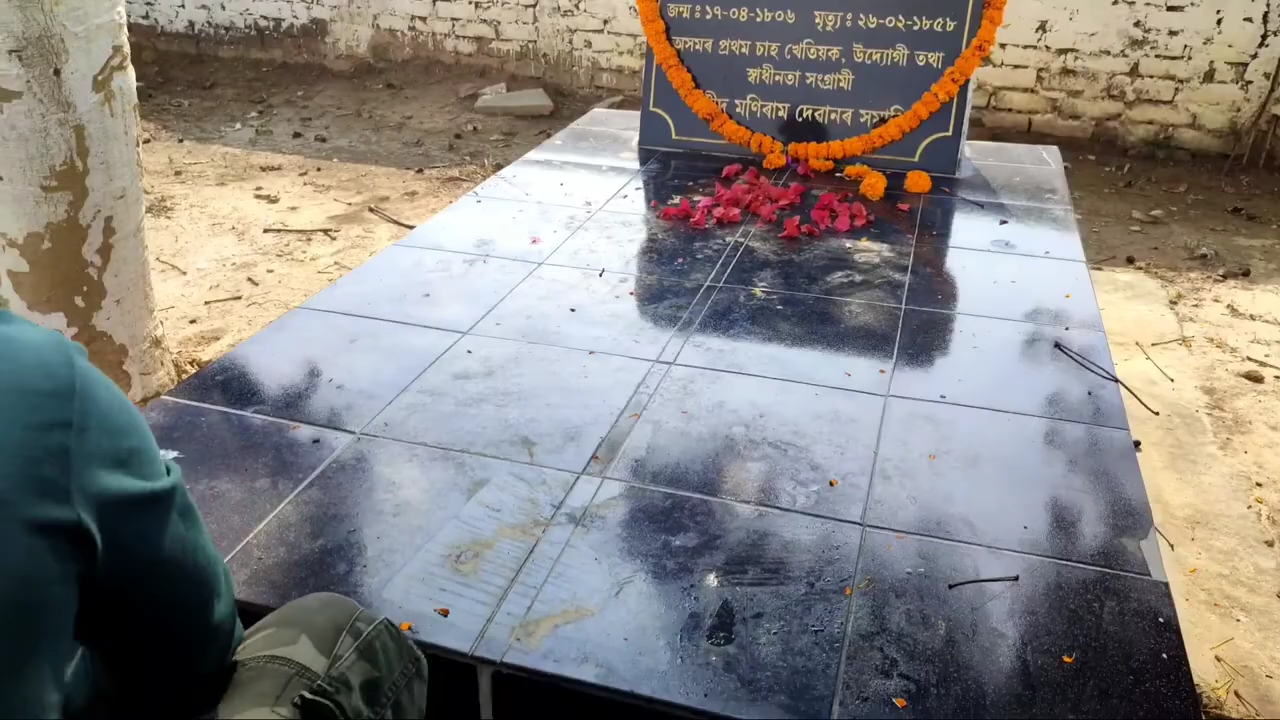 জন্ম : ১৭-০৪-১৮০৬ মৃত্যু : ২৬-০২-১৮৫৮
অসমৰ প্ৰথম চাহ খেতিয়ক, উদ্যোগী তথা
স্বাধীনতা সংগ্ৰামী
মণিৰাম দেৱানৰ